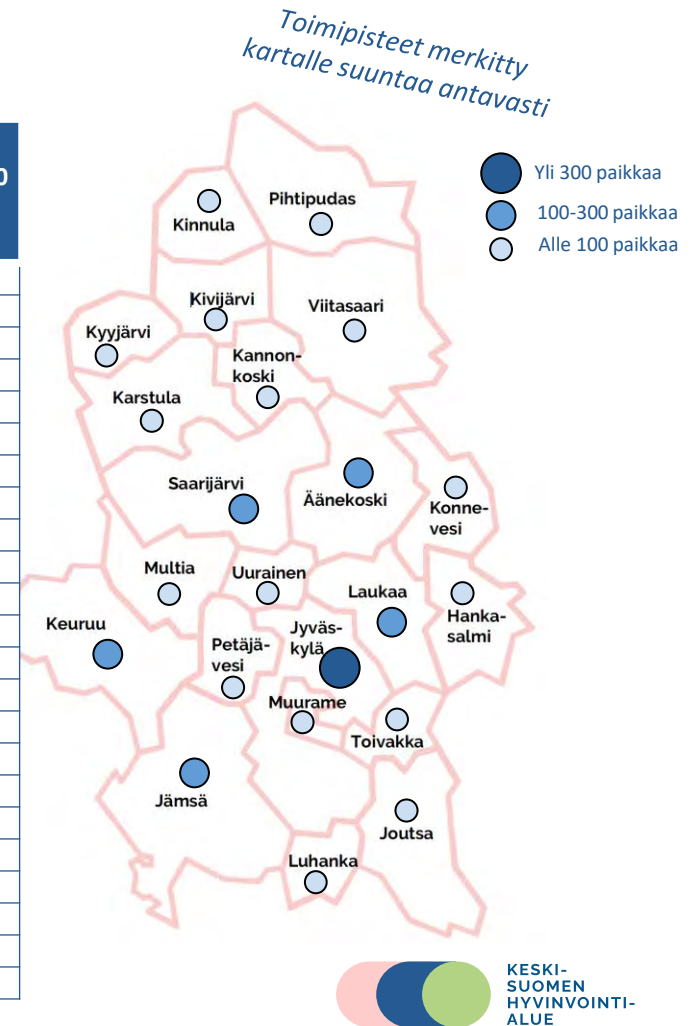 Toimipisteet merkitty
kartalle suuntaa antavasti
0
Yli 300 paikkaa
100-300 paikkaa
Alle 100 paikkaa
Pihtipudas
Kinnula
Kivijärvi
Viitasaari
Kyyjärvi
Kannon-
koski
Karstula
Saarijärvi
Äänekoski
Konne-
vesi
Multia
Uurainen
Laukaa
Hanka-
salmi
Keuruu
Jyväs-
kylä
Petäjä-
vesi
Muurame
Toivakka
Jämsä
Joutsa
Luhanka
KESKI-
SUOMEN
HYVINVOINTI-
ALUE